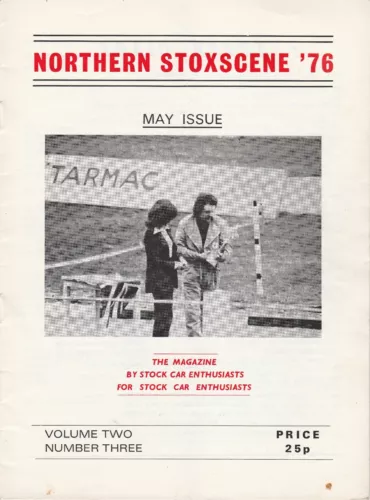 NORTHERN STOXSCENE '76
MAY ISSUE
TARMAC
THE MAGAZINE
BY STOCK CAR ENTHUSIASTS
FOR STOCK CAR ENTHUSIASTS
VOLUME TWO
NUMBER THREE
PRICE
25p